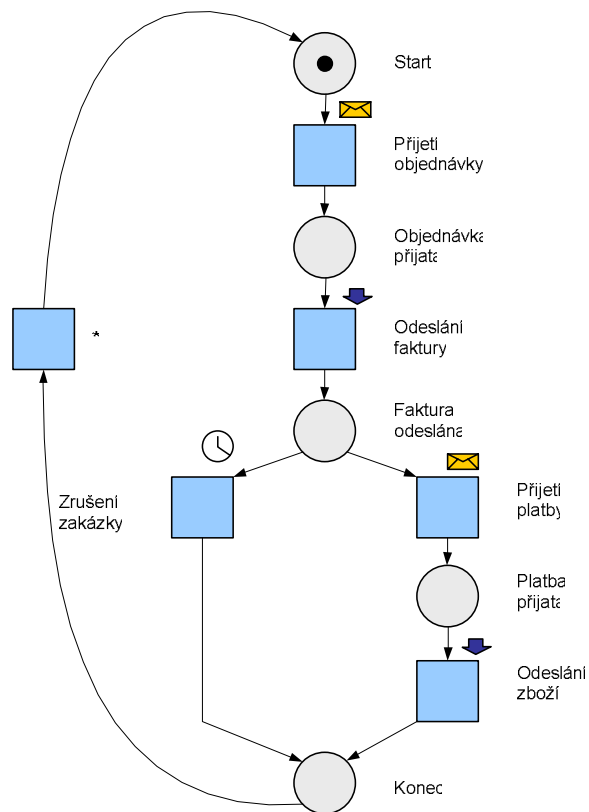 Start
Přijetí
objednávky
Objednávka
přijata
*
Odeslání
faktury
Faktura
odeslána
Zrušení
zakázky
Přijetí
platby
Platba
přijata
Odeslání
zboží
Konec